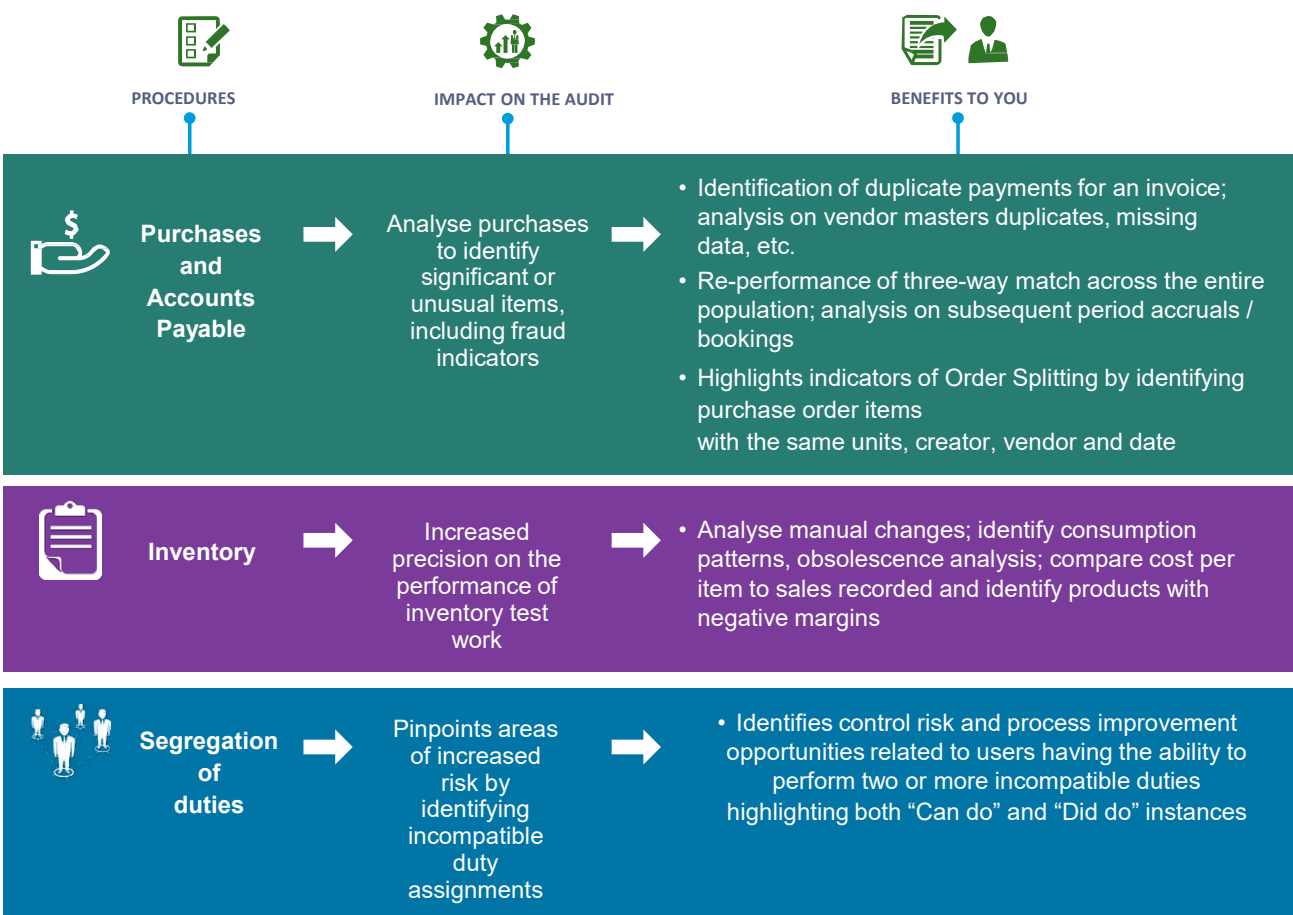 PROCEDURES
IMPACT ON THE AUDIT
BENEFITS TO YOU
$
Purchases
and
Accounts
Payable
Analyse purchases
to identify
significant or
unusual items,
including fraud
indicators
• Identification of duplicate payments for an invoice;
analysis on vendor masters duplicates, missing
data, etc.
• Re-performance of three-way match across the entire
population; analysis on subsequent period accruals /
bookings
• Highlights indicators of Order Splitting by identifying
purchase order items
with the same units, creator, vendor and date
Inventory
Increased
precision on the
performance of
inventory test
work
• Analyse manual changes; identify consumption
patterns, obsolescence analysis; compare cost per
item to sales recorded and identify products with
negative margins
Segregation
of
duties
Pinpoints areas
of increased
risk by
identifying
incompatible
duty
assignments
• Identifies control risk and process improvement
opportunities related to users having the ability to
perform two or more incompatible duties
highlighting both “Can do” and “Did do” instances